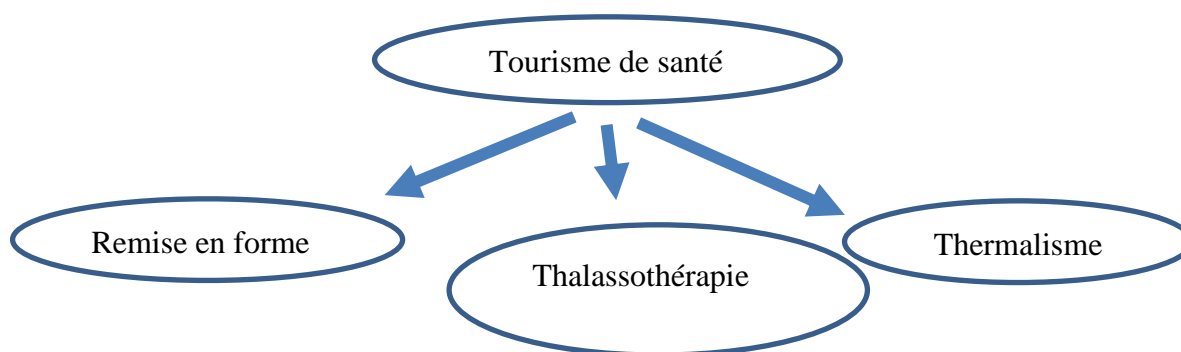 Tourisme de santé
Remise en forme
Thalassothérapie
Thermalisme